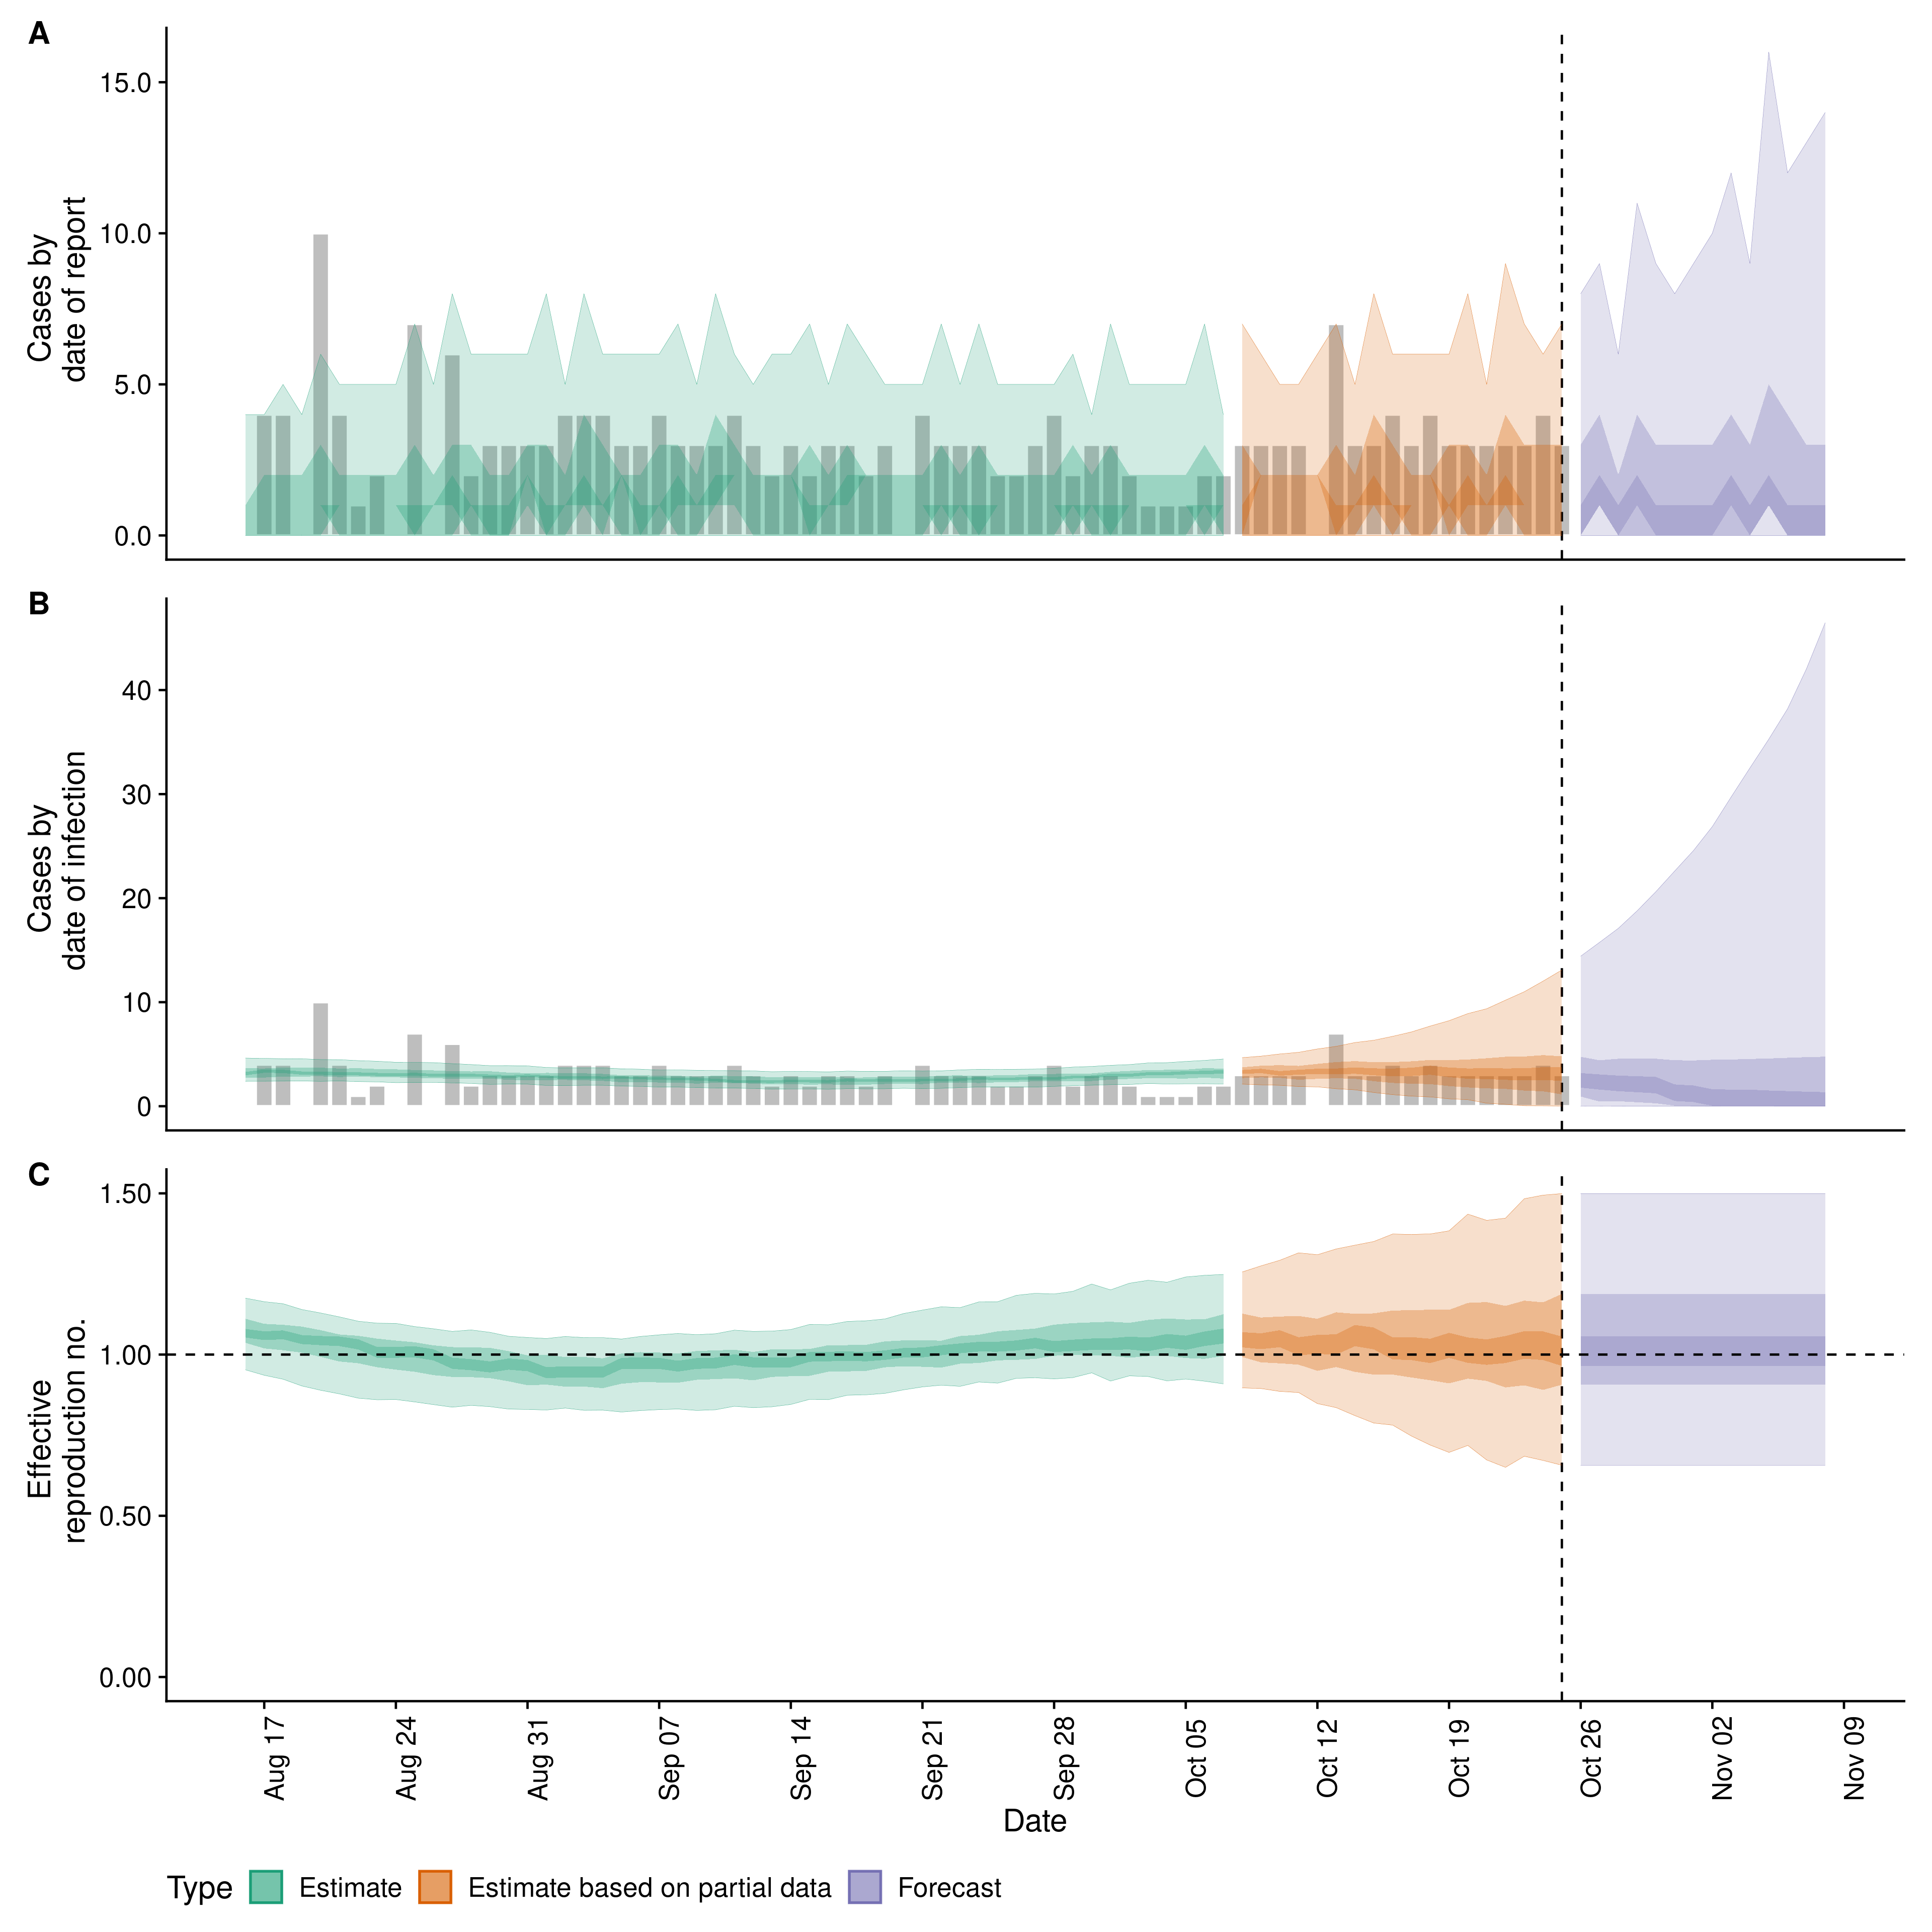 A
Cases by
date of report
15.0
10.0
5.0
0.0
B
Cases by
date of infection
40
30
20
10
0
C
Effective
reproduction no.
1.50
1.00
0.50
0.00
Aug 17
Aug 24
Aug 31
Sep 07
Sep 14
Sep 21
Sep 28
Oct 05
Oct 12
Oct 19
Oct 26
Nov 02
Nov 09
Date
Type
Estimate
Estimate based on partial data
Forecast